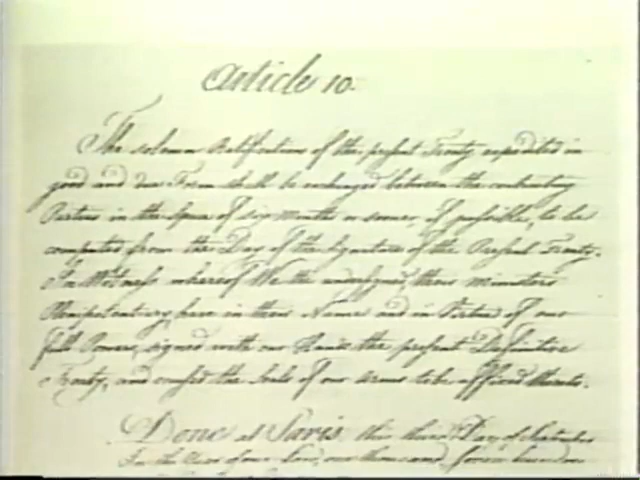 Article 10.
The solemn Ratifications of the present Treaty expedited in
good and due Form shall be exchanged between the contracting
Parties in the Space of six Months or sooner, if possible, to be
computed from the Day of the Signature of the Present Treaty.
In Witness whereof We the undersigned, their Ministers
Plenipotentiary, have in their Name and in Virtue of our
full Powers, signed with our Hands the present Definitive
Treaty, and caused the Seals of our Arms to be affixed thereto.
Done at Paris, this third Day of September
In the Year of our Lord, one thousand, seven hundred